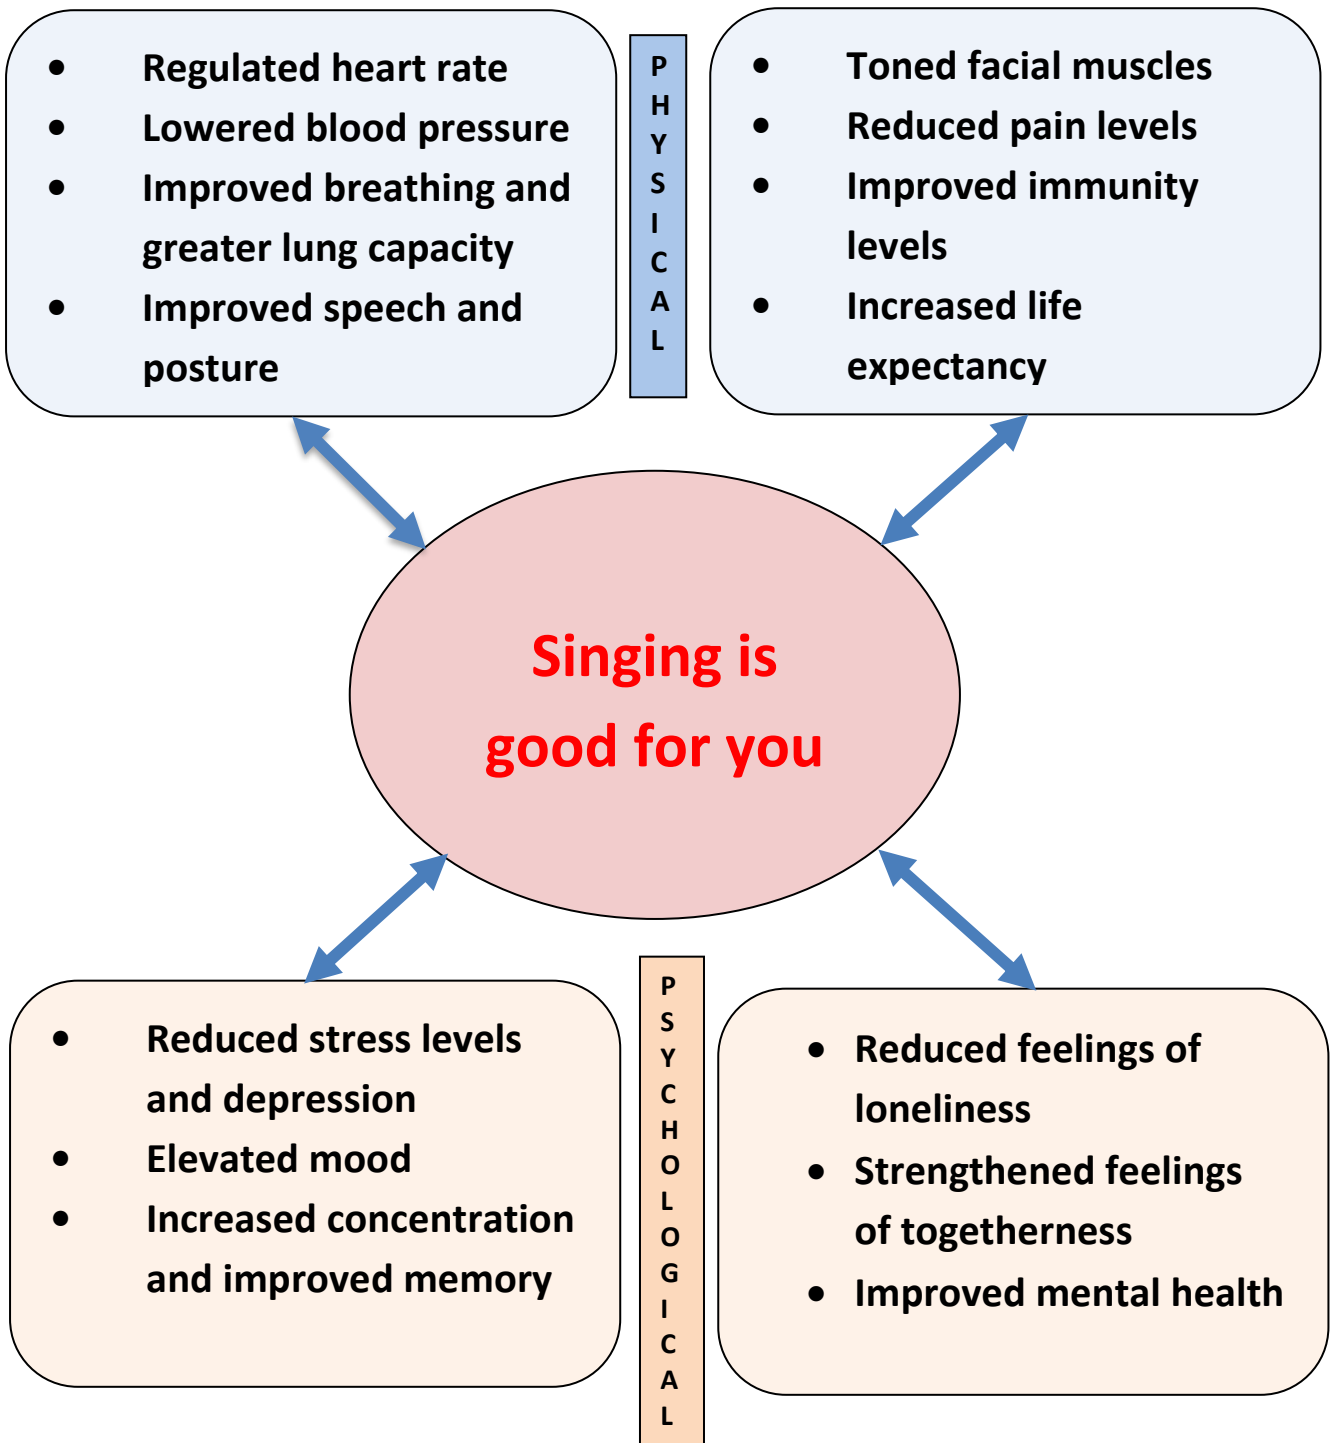 • Regulated heart rate
• Lowered blood pressure
• Improved breathing and
greater lung capacity
• Improved speech and
posture
PHYSICAL
• Toned facial muscles
• Reduced pain levels
• Improved immunity
levels
• Increased life
expectancy
Singing is
good for you
• Reduced stress levels
and depression
• Elevated mood
• Increased concentration
and improved memory
PSYCHOLOGICAL
• Reduced feelings of
loneliness
• Strengthened feelings
of togetherness
• Improved mental health